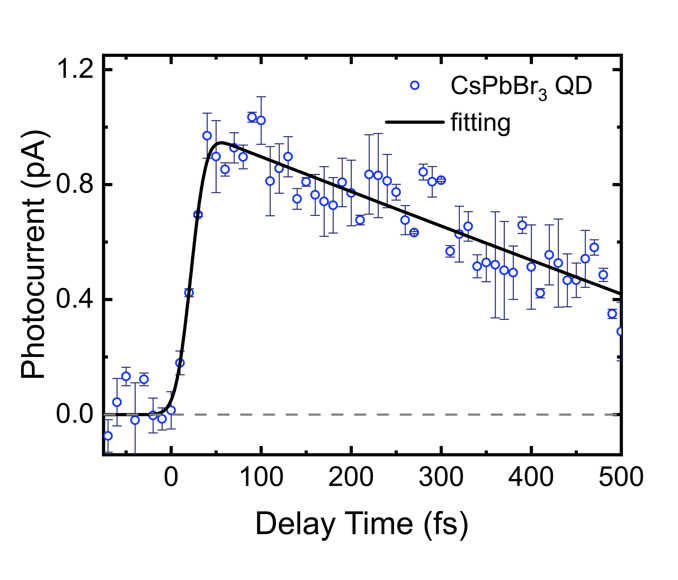 1.2
0.8
0.4
0.0
Photocurrent (pA)
CsPbBr₃ QD
fitting
0 100 200 300 400 500
Delay Time (fs)